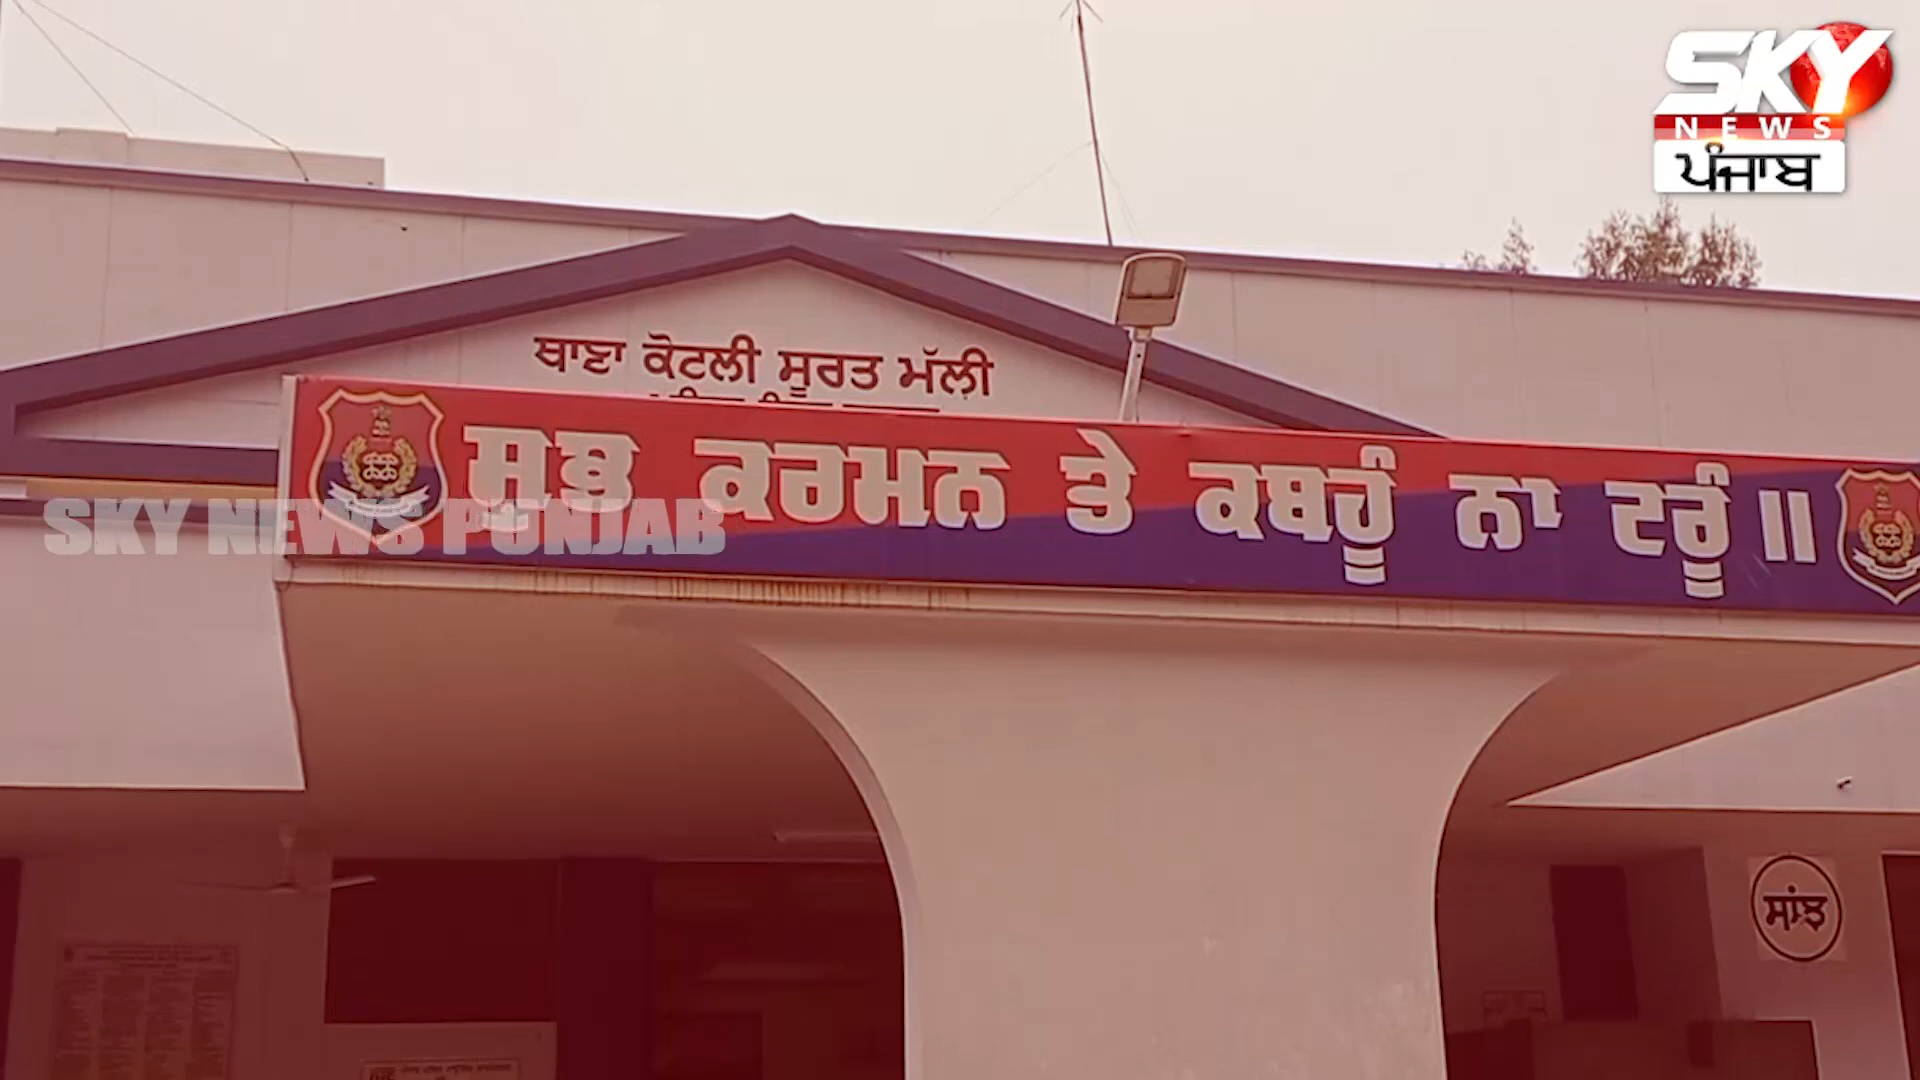 SKY
NEWS
ਪੰਜਾਬ
ਥਾਣਾ ਕੋਟਲੀ ਸੂਰਤ ਮੱਲ੍ਹੀ
ਸ਼ੁਭ ਕਰਮਨ ਤੇ ਕਬਹੂੰ ਨਾ ਟਰੂੰ ॥
SKY NEWS PUNJAB
ਸਾਂਝ